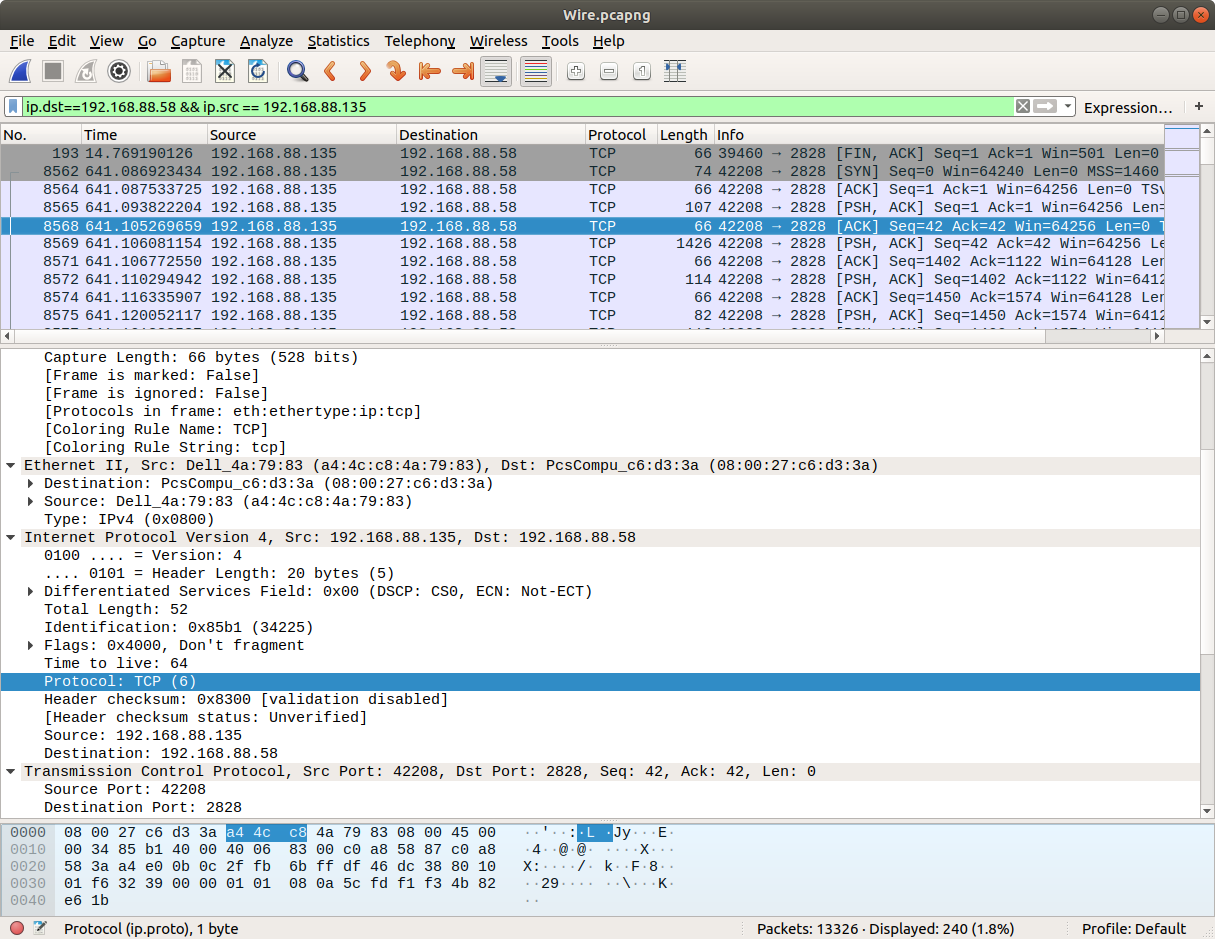 Wire.pcapng
File Edit View Go Capture Analyze Statistics Telephony Wireless Tools Help
ip.dst==192.168.88.58 && ip.src == 192.168.88.135 Expression… +
No. Time Source Destination Protocol Length Info
193 14.769190126 192.168.88.135 192.168.88.58 TCP 66 39460 → 2828 [FIN, ACK] Seq=1 Ack=1 Win=501 Len=0
8562 641.086923434 192.168.88.135 192.168.88.58 TCP 74 42208 → 2828 [SYN] Seq=0 Win=64240 Len=0 MSS=1460
8564 641.087533725 192.168.88.135 192.168.88.58 TCP 66 42208 → 2828 [ACK] Seq=1 Ack=1 Win=64256 Len=0 TSv
8565 641.093822204 192.168.88.135 192.168.88.58 TCP 107 42208 → 2828 [PSH, ACK] Seq=1 Ack=1 Win=64256 Len=
8568 641.105269659 192.168.88.135 192.168.88.58 TCP 66 42208 → 2828 [ACK] Seq=42 Ack=42 Win=64256 Len=0 T
8569 641.106081154 192.168.88.135 192.168.88.58 TCP 1426 42208 → 2828 [PSH, ACK] Seq=42 Ack=42 Win=64256 Le
8571 641.106772550 192.168.88.135 192.168.88.58 TCP 66 42208 → 2828 [ACK] Seq=1402 Ack=1122 Win=64128 Len
8572 641.110294942 192.168.88.135 192.168.88.58 TCP 114 42208 → 2828 [PSH, ACK] Seq=1402 Ack=1122 Win=6412
8574 641.116335907 192.168.88.135 192.168.88.58 TCP 66 42208 → 2828 [ACK] Seq=1450 Ack=1574 Win=64128 Len
8575 641.120052117 192.168.88.135 192.168.88.58 TCP 82 42208 → 2828 [PSH, ACK] Seq=1450 Ack=1574 Win=6412
Capture Length: 66 bytes (528 bits)
[Frame is marked: False]
[Frame is ignored: False]
[Protocols in frame: eth:ethertype:ip:tcp]
[Coloring Rule Name: TCP]
[Coloring Rule String: tcp]
Ethernet II, Src: Dell_4a:79:83 (a4:4c:c8:4a:79:83), Dst: PcsCompu_c6:d3:3a (08:00:27:c6:d3:3a)
Destination: PcsCompu_c6:d3:3a (08:00:27:c6:d3:3a)
Source: Dell_4a:79:83 (a4:4c:c8:4a:79:83)
Type: IPv4 (0x0800)
Internet Protocol Version 4, Src: 192.168.88.135, Dst: 192.168.88.58
0100 .... = Version: 4
.... 0101 = Header Length: 20 bytes (5)
Differentiated Services Field: 0x00 (DSCP: CS0, ECN: Not-ECT)
Total Length: 52
Identification: 0x85b1 (34225)
Flags: 0x4000, Don't fragment
Time to live: 64
Protocol: TCP (6)
Header checksum: 0x8300 [validation disabled]
[Header checksum status: Unverified]
Source: 192.168.88.135
Destination: 192.168.88.58
Transmission Control Protocol, Src Port: 42208, Dst Port: 2828, Seq: 42, Ack: 42, Len: 0
Source Port: 42208
Destination Port: 2828
0000 08 00 27 c6 d3 3a a4 4c c8 4a 79 83 08 00 45 00 ··'··:·L ·Jy···E·
0010 00 34 85 b1 40 00 40 06 83 00 c0 a8 58 87 c0 a8 ·4··@·@· ····X···
0020 58 3a a4 e0 0b 0c 2f fb 6b ff df 46 dc 38 80 10 X:····/· k··F·8··
0030 01 f6 32 39 00 00 01 01 08 0a 5c fd f1 f3 4b 82 ··29···· ··\···K·
0040 e6 1b ··
Protocol (ip.proto), 1 byte Packets: 13326 · Displayed: 240 (1.8%) Profile: Default